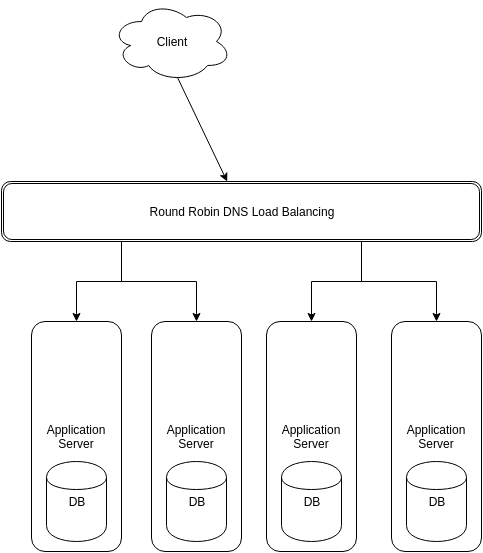 Client
Round Robin DNS Load Balancing
Application
Server
DB
Application
Server
DB
Application
Server
DB
Application
Server
DB